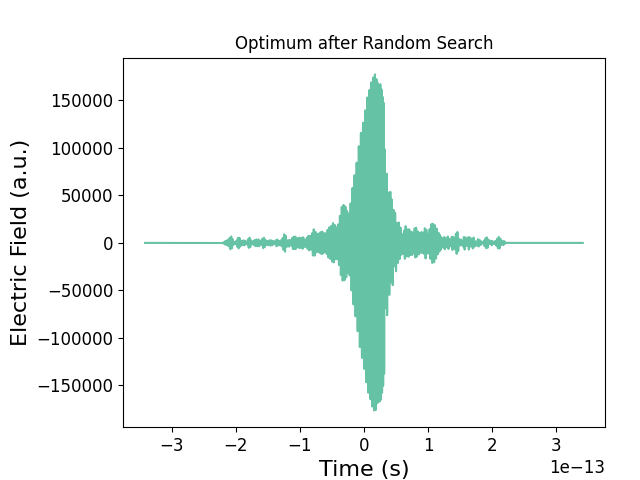 Optimum after Random Search
Electric Field (a.u.)
150000
100000
50000
0
−50000
−100000
−150000
−3 −2 −1 0 1 2 3
1e−13
Time (s)